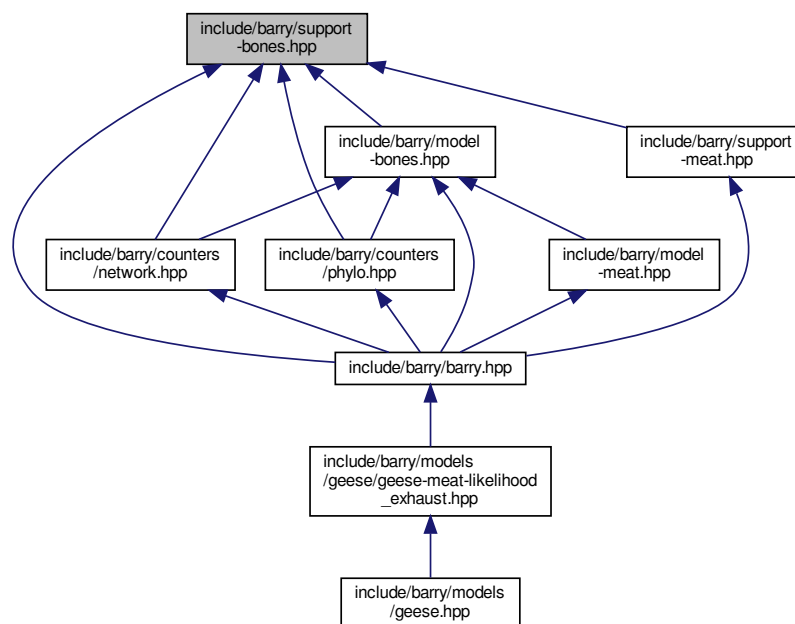 include/barry/support
-bones.hpp
include/barry/model
-bones.hpp
include/barry/support
-meat.hpp
include/barry/counters
/network.hpp
include/barry/counters
/phylo.hpp
include/barry/model
-meat.hpp
include/barry/barry.hpp
include/barry/models
/geese/geese-meat-likelihood
_exhaust.hpp
include/barry/models
/geese.hpp